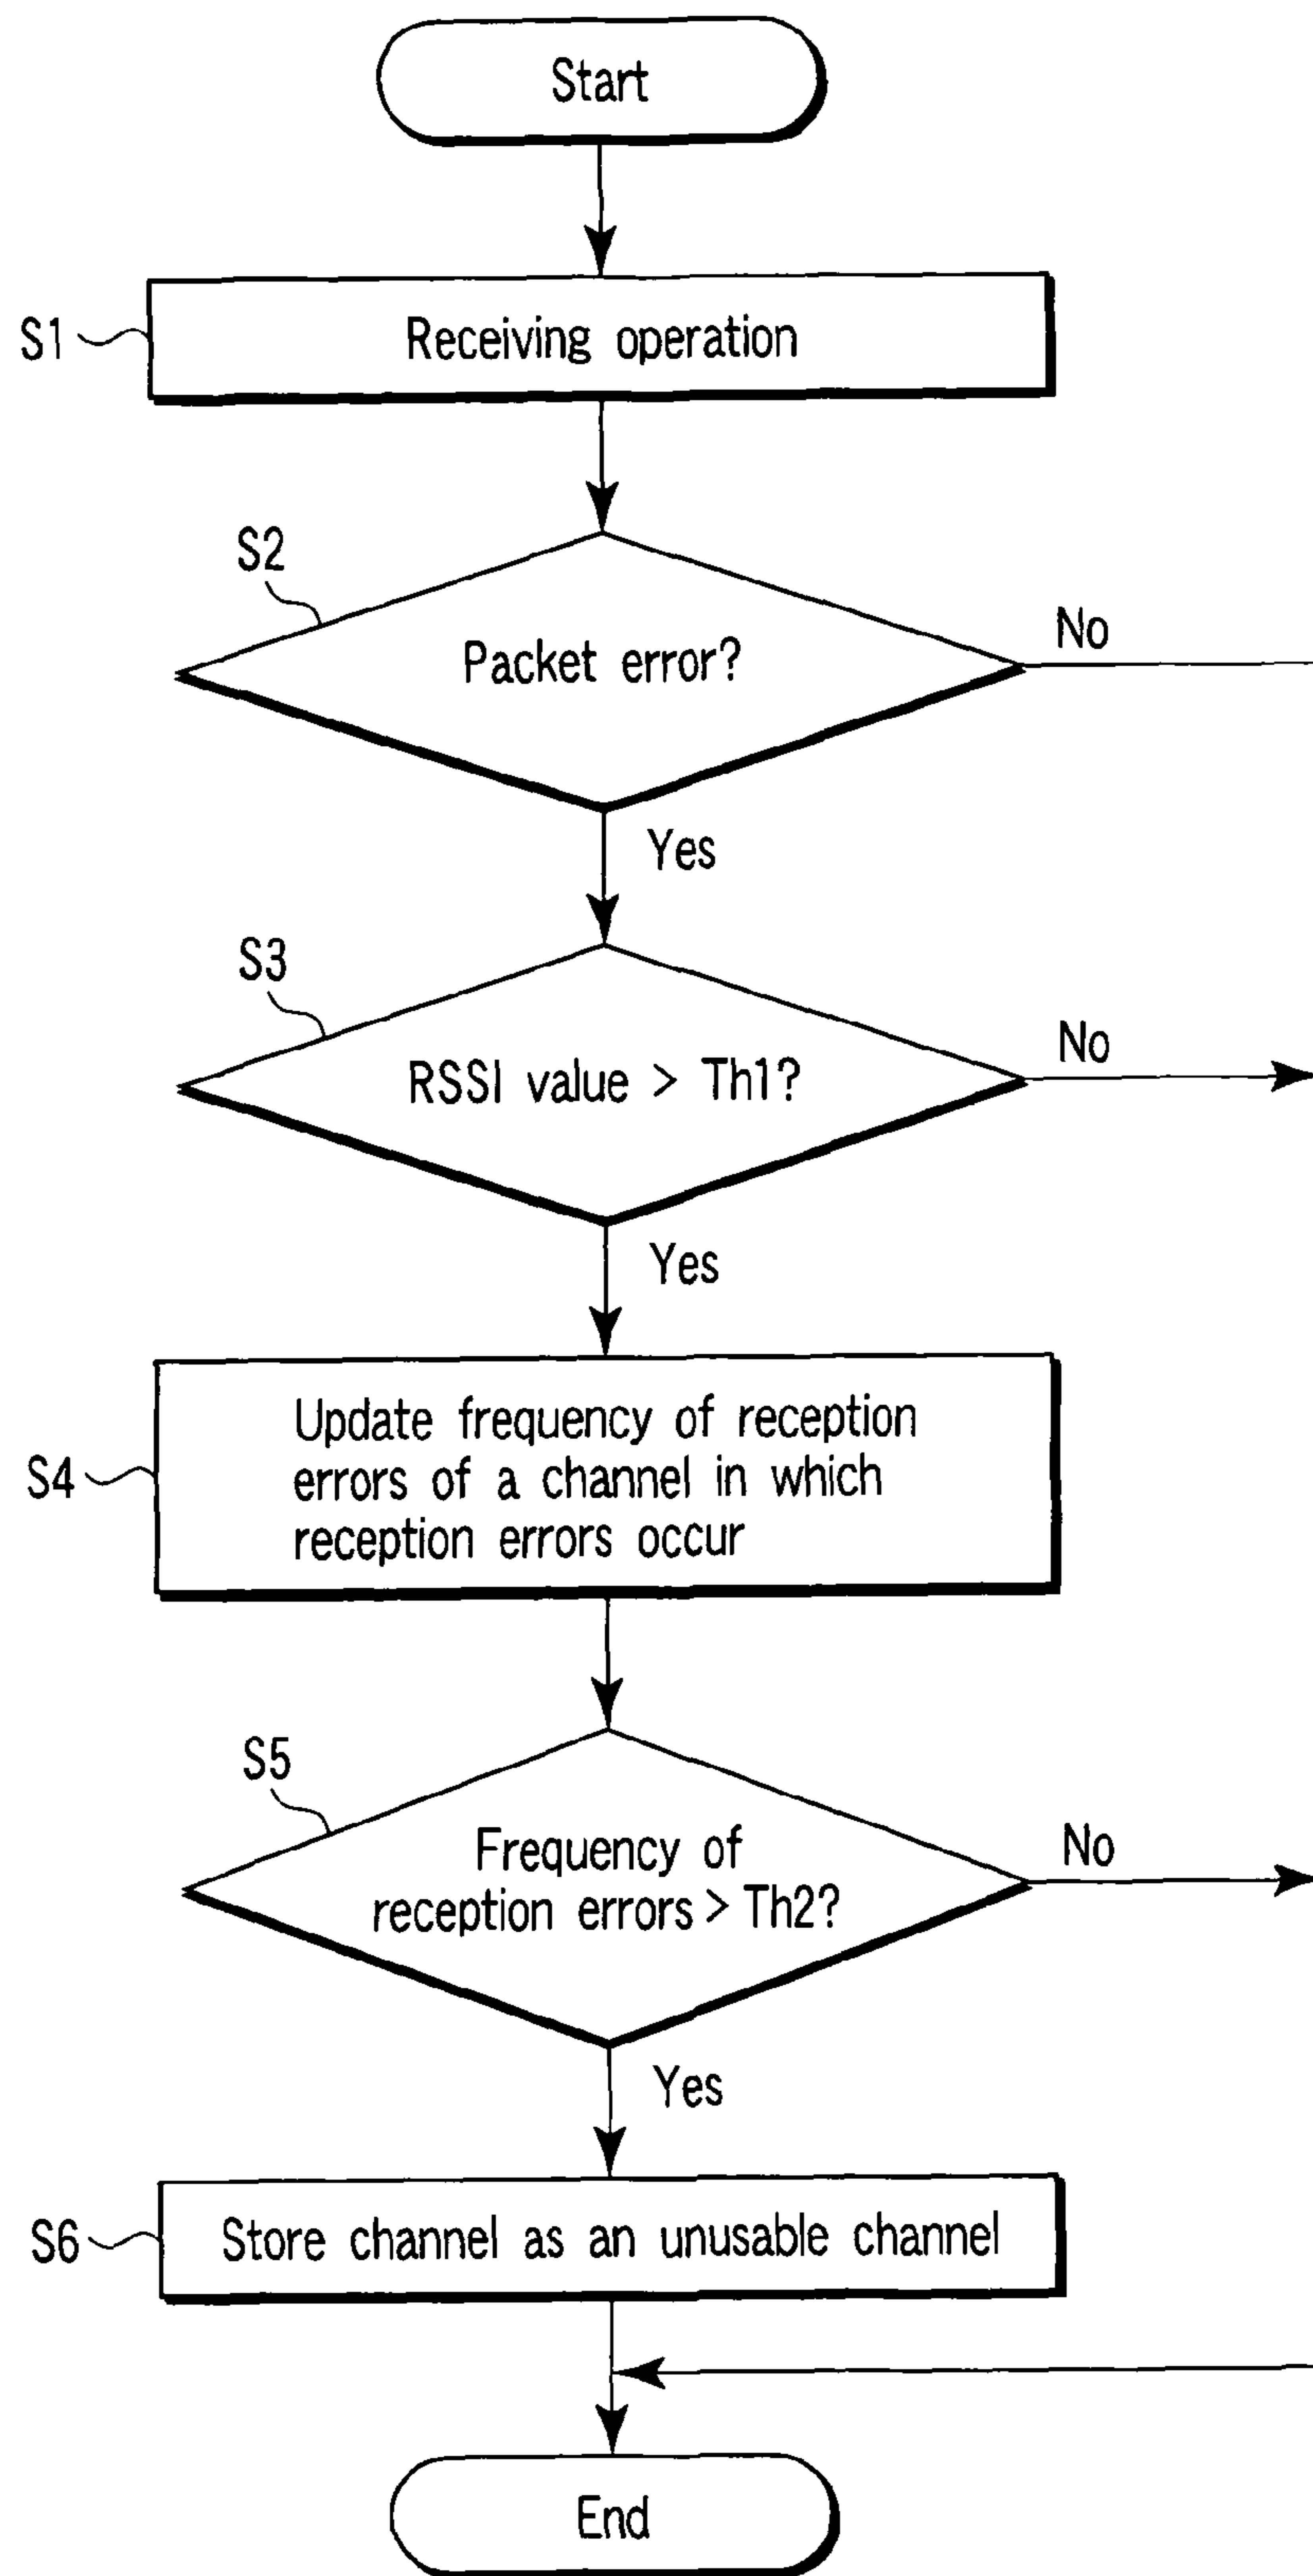 Start
S1
Receiving operation
S2
Packet error?
No
Yes
S3
RSSI value > Th1?
No
Yes
S4
Update frequency of reception
errors of a channel in which
reception errors occur
S5
Frequency of
reception errors > Th2?
No
Yes
S6
Store channel as an unusable channel
End